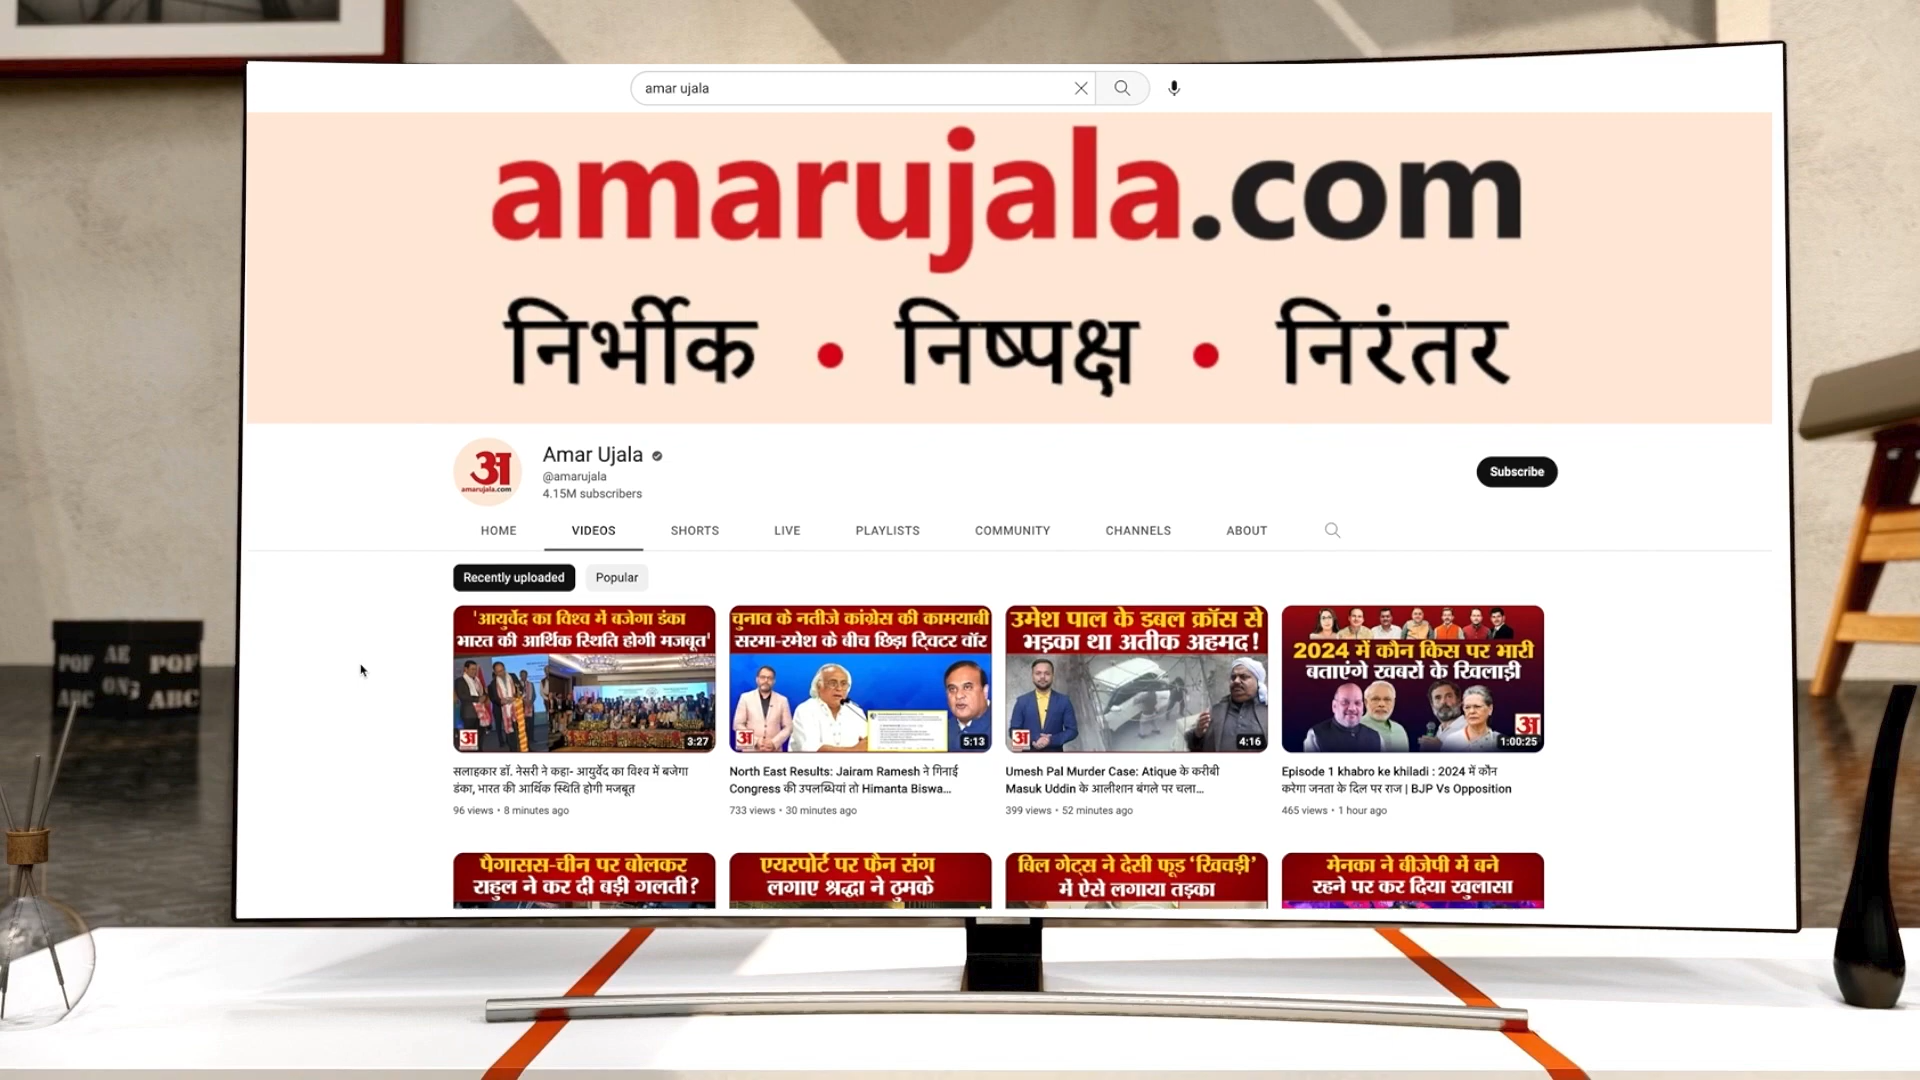 amar ujala
amarujala.com
निर्भीक • निष्पक्ष • निरंतर
अ
amarujala.com
Amar Ujala
@amarujala
4.15M subscribers
Subscribe
HOME VIDEOS SHORTS LIVE PLAYLISTS COMMUNITY CHANNELS ABOUT
Recently uploaded Popular
'आयुर्वेद का विश्व में बजेगा डंका
भारत की आर्थिक स्थिति होगी मजबूत'
अ
3:27
सलाहकार डॉ. नेसरी ने कहा- आयुर्वेद का विश्व में बजेगा
डंका, भारत की आर्थिक स्थिति होगी मजबूत
96 views • 8 minutes ago
चुनाव के नतीजे कांग्रेस की कामयाबी
सरमा-रमेश के बीच छिड़ा ट्विटर वॉर
अ
5:13
North East Results: Jairam Ramesh ने गिनाई
Congress की उपलब्धियां तो Himanta Biswa...
733 views • 30 minutes ago
उमेश पाल के डबल क्रॉस से
भड़का था अतीक अहमद!
अ
4:16
Umesh Pal Murder Case: Atique के करीबी
Masuk Uddin के आलीशान बंगले पर चला...
399 views • 52 minutes ago
2024 में कौन किस पर भारी
बताएंगे खबरों के खिलाड़ी
अ
1:00:25
Episode 1 khabro ke khiladi : 2024 में कौन
करेगा जनता के दिल पर राज | BJP Vs Opposition
465 views • 1 hour ago
पैगासस-चीन पर बोलकर
राहुल ने कर दी बड़ी गलती?
एयरपोर्ट पर फैन संग
लगाए श्रद्धा ने ठुमके
बिल गेट्स ने देसी फूड 'खिचड़ी'
में ऐसे लगाया तड़का
मेनका ने बीजेपी में बने
रहने पर कर दिया खुलासा
PQF AE PQF
ABC ABC